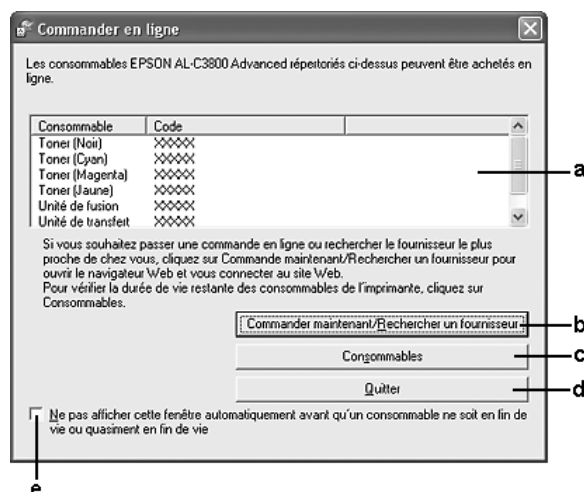 Commander en ligne
Les consommables EPSON AL-C3800 Advanced répertoriés ci-dessus peuvent être achetés en
ligne.
Consommable Code
Toner (Noir) XXXXX
Toner (Cyan) XXXXX
Toner (Magenta) XXXXX
Toner (Jaune) XXXXX
Unité de fusion XXXXX
Unité de transfert XXXXX
a
Si vous souhaitez passer une commande en ligne ou rechercher le fournisseur le plus
proche de chez vous, cliquez sur Commande maintenant/Rechercher un fournisseur pour
ouvrir le navigateur Web et vous connecter au site Web.
Pour vérifier la durée de vie restante des consommables de l'imprimante, cliquez sur
Consommables.
Commander maintenant/Rechercher un fournisseur b
Consommables c
Quitter d
Ne pas afficher cette fenêtre automatiquement avant qu'un consommable ne soit en fin de
vie ou quasiment en fin de vie
e